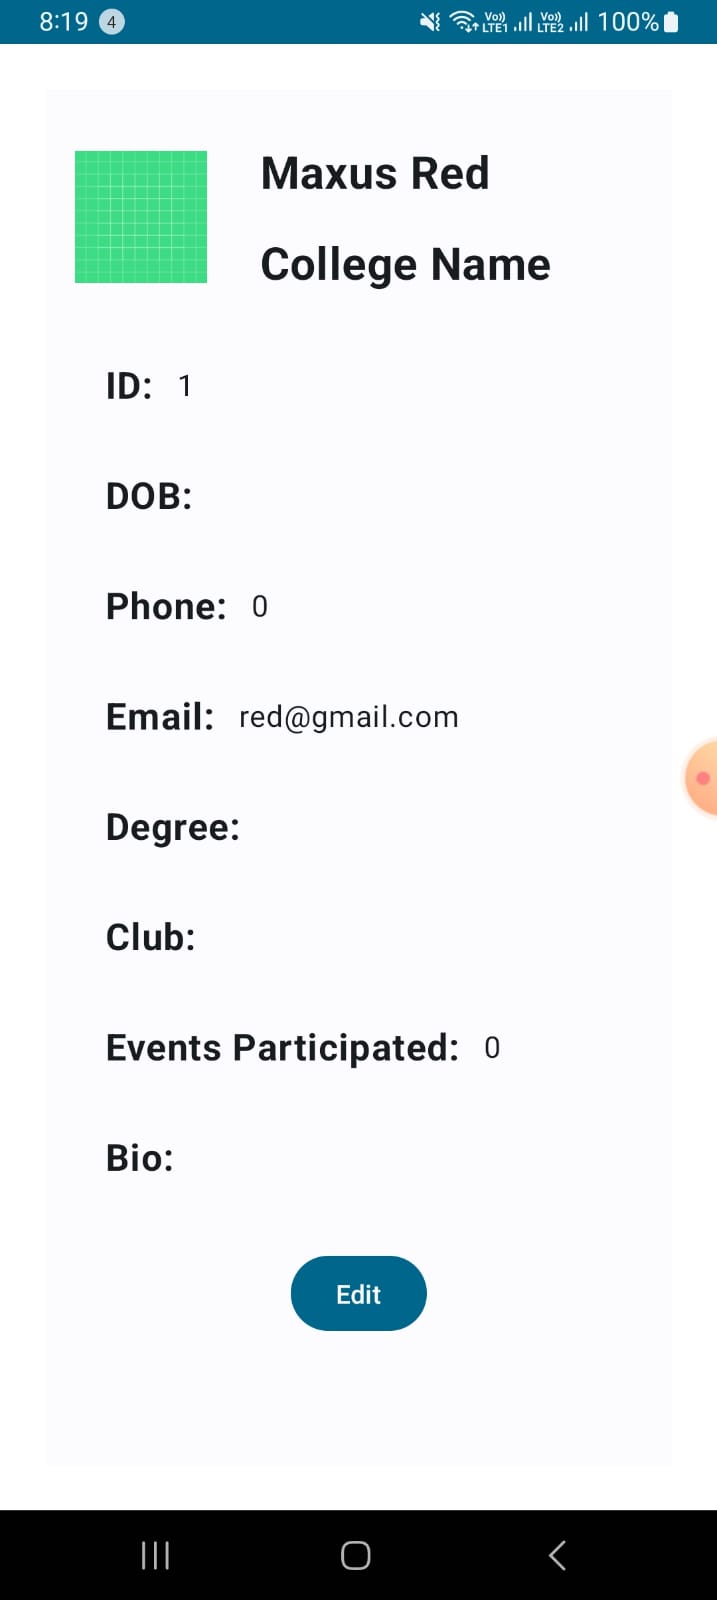 8:19 4 Vo)) LTE1 Vo)) LTE2 100%
Maxus Red
College Name
ID: 1
DOB:
Phone: 0
Email: red@gmail.com
Degree:
Club:
Events Participated: 0
Bio:
Edit